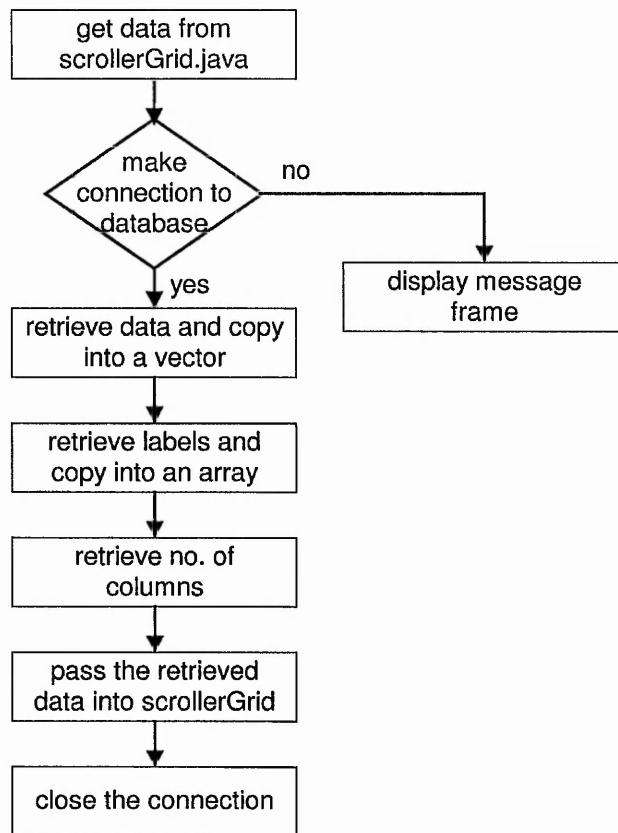 get data from
scrollerGrid.java
make
connection to
database
no
yes
display message
frame
retrieve data and copy
into a vector
retrieve labels and
copy into an array
retrieve no. of
columns
pass the retrieved
data into scrollerGrid
close the connection